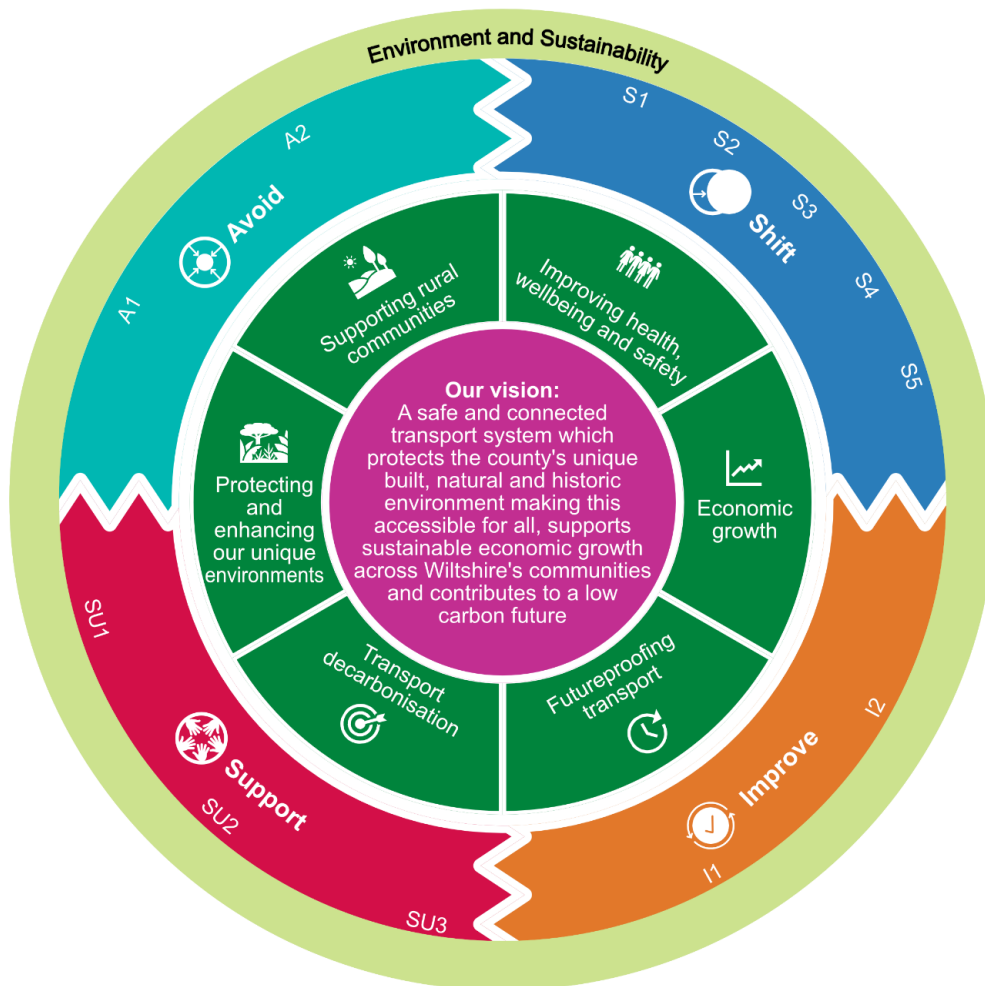 Environment and Sustainability
A1
A2
Avoid
S1
S2
S3
S4
S5
Shift
Supporting rural
communities
Improving health,
wellbeing and safety
Protecting
and
enhancing
our unique
environments
Our vision:
A safe and connected
transport system which
protects the county's unique
built, natural and historic
environment making this
accessible for all, supports
sustainable economic growth
across Wiltshire's communities
and contributes to a low
carbon future
Economic
growth
Transport
decarbonisation
Futureproofing
transport
SU1
SU2
SU3
Support
I2
I1
Improve